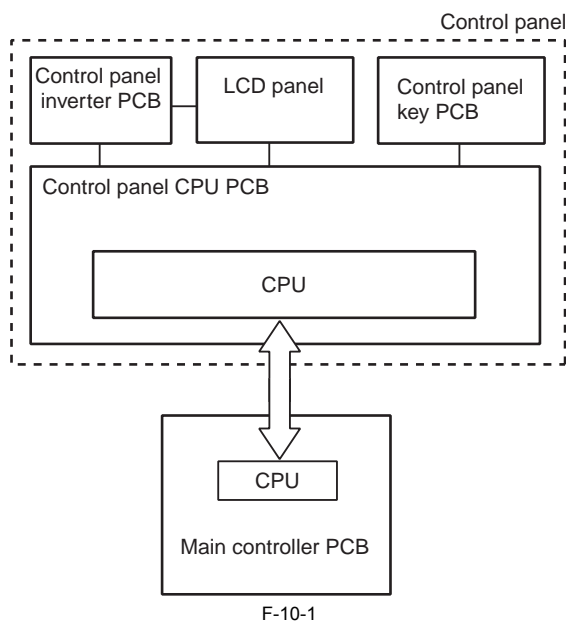 Control panel
Control panel
inverter PCB
LCD panel
Control panel
key PCB
Control panel CPU PCB
CPU
CPU
Main controller PCB
F-10-1